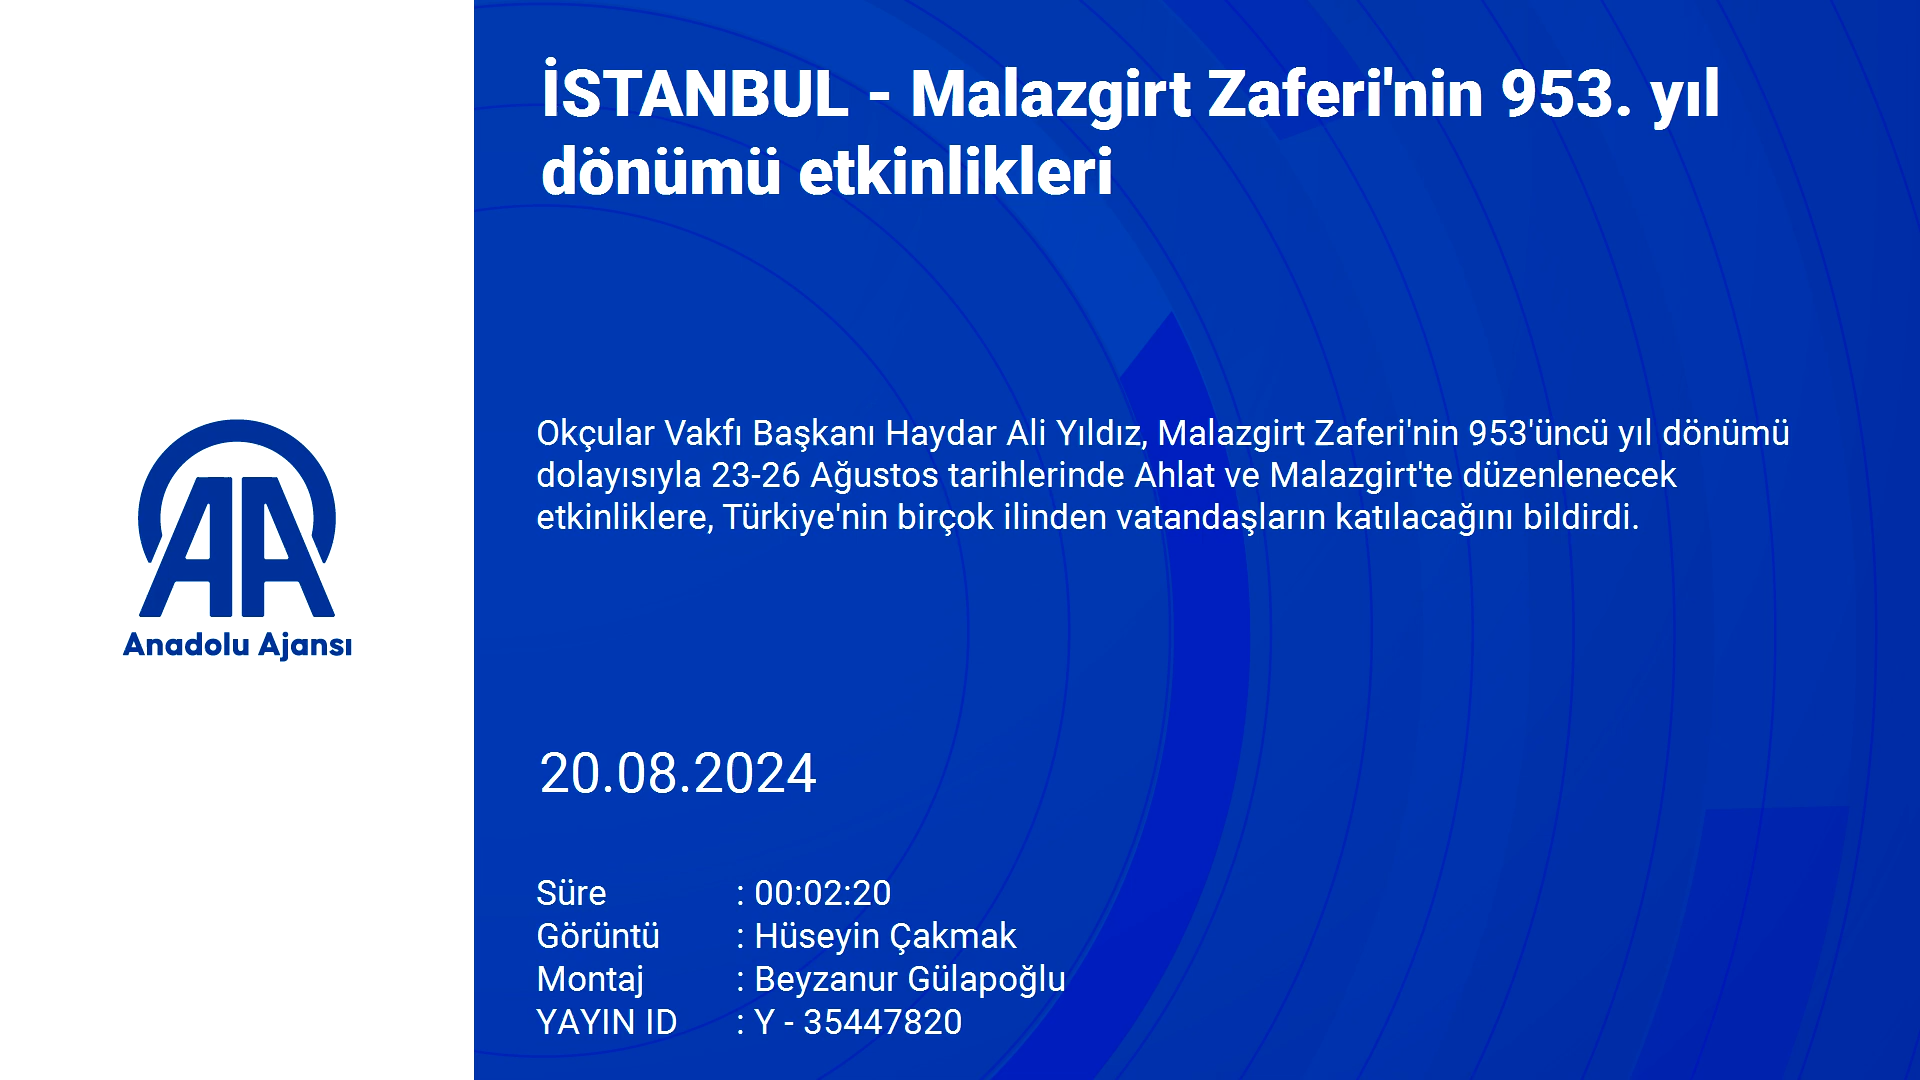 İSTANBUL - Malazgirt Zaferi'nin 953. yıl
dönümü etkinlikleri
Okçular Vakfı Başkanı Haydar Ali Yıldız, Malazgirt Zaferi'nin 953'üncü yıl dönümü
dolayısıyla 23-26 Ağustos tarihlerinde Ahlat ve Malazgirt'te düzenlenecek
etkinliklere, Türkiye'nin birçok ilinden vatandaşların katılacağını bildirdi.
AA
Anadolu Ajansı
20.08.2024
Süre : 00:02:20
Görüntü : Hüseyin Çakmak
Montaj : Beyzanur Gülapoğlu
YAYIN ID : Y - 35447820